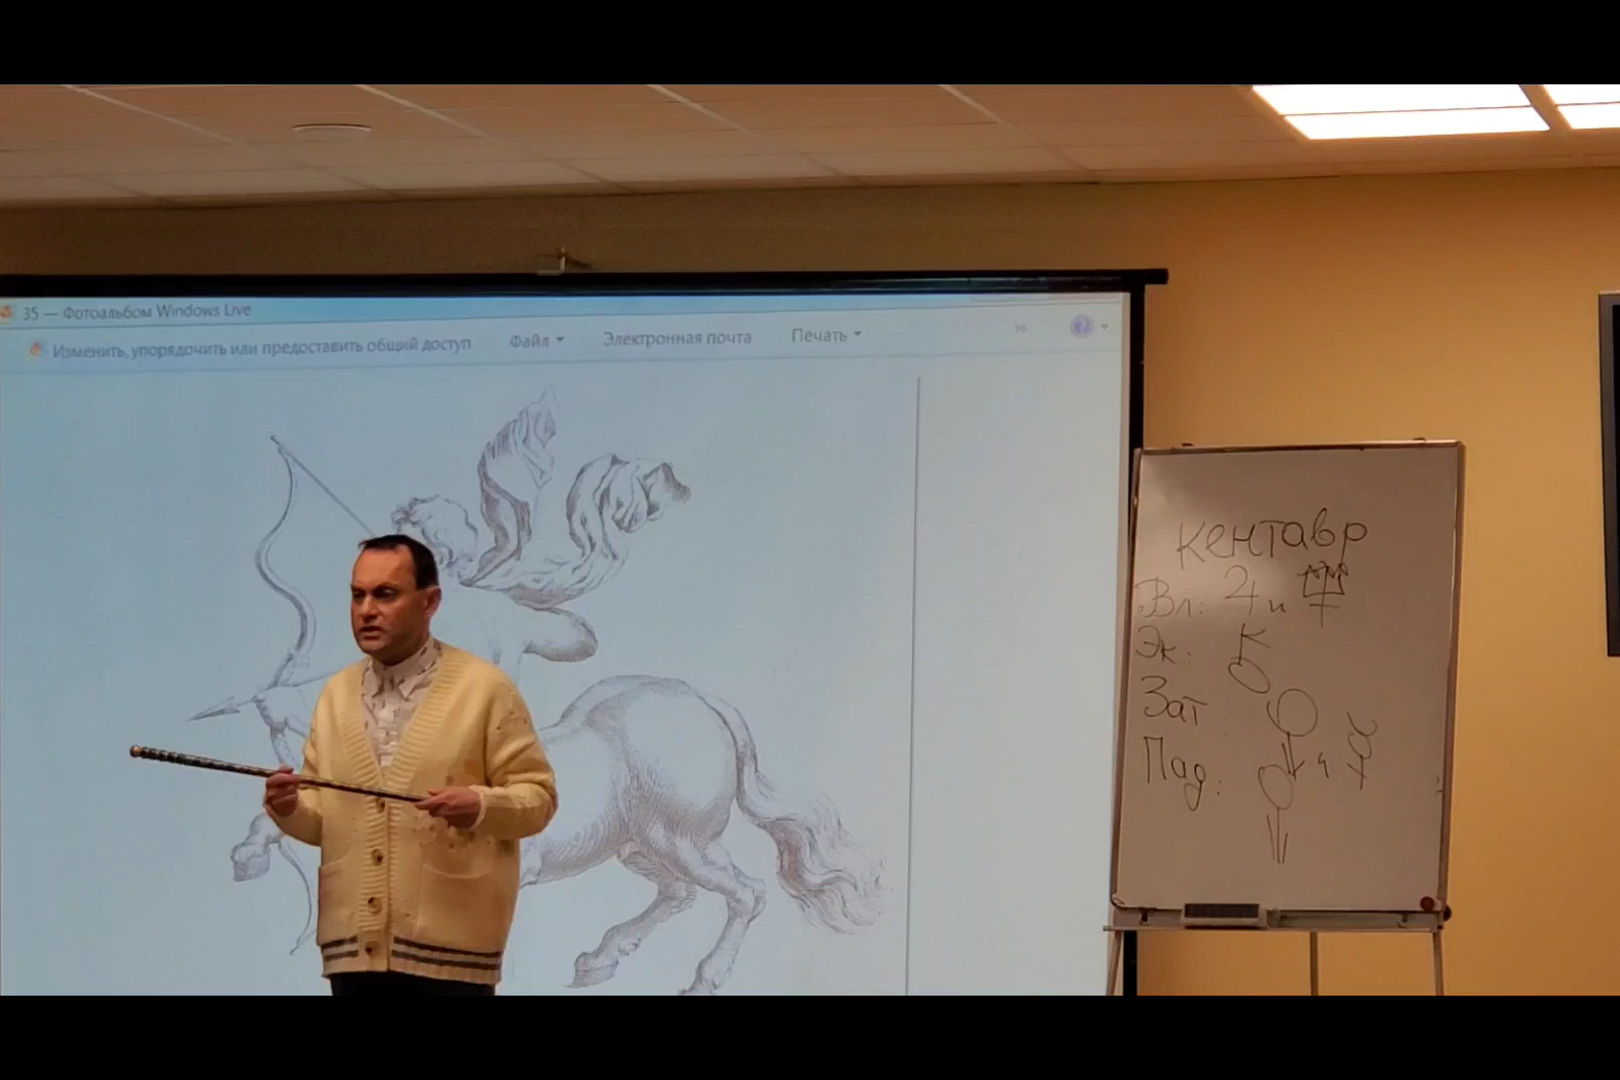 35 — Фотоальбом Windows Live
Изменить, упорядочить или предоставить общий доступ Файл Электронная почта Печать »
кентавр
Вл: и
Эк:
Зат
Пад: